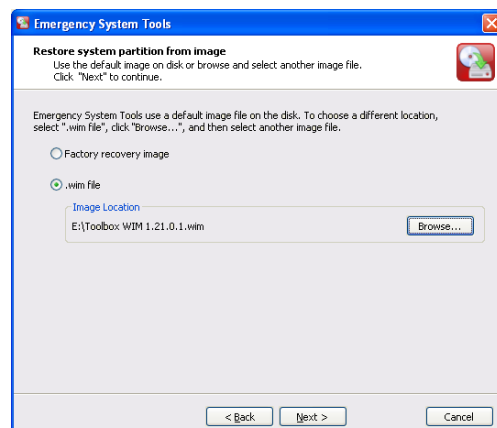 Emergency System Tools
Restore system partition from image
Use the default image on disk or browse and select another image file.
Click "Next" to continue.
Emergency System Tools use a default image file on the disk. To choose a different location,
select ".wim file", click "Browse...", and then select another image file.
Factory recovery image
.wim file
Image Location
E:\Toolbox WIM 1.21.0.1.wim
Browse...
< Back
Next >
Cancel